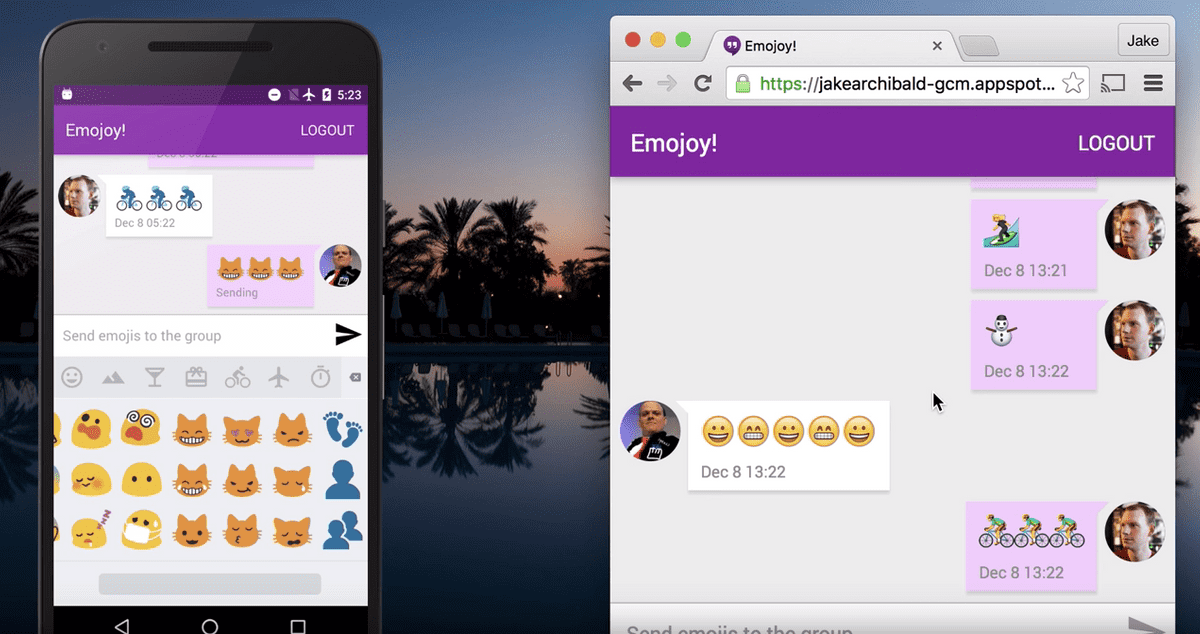 5:23
Emojoy!
LOGOUT
Dec 8 05:22
Dec 8 05:22
Sending
Send emojis to the group
Emojoy!
Jake
https://jakearchibald-gcm.appspot...
Emojoy!
LOGOUT
Dec 8 13:21
Dec 8 13:22
Dec 8 13:22
Dec 8 13:22
Send emojis to the group